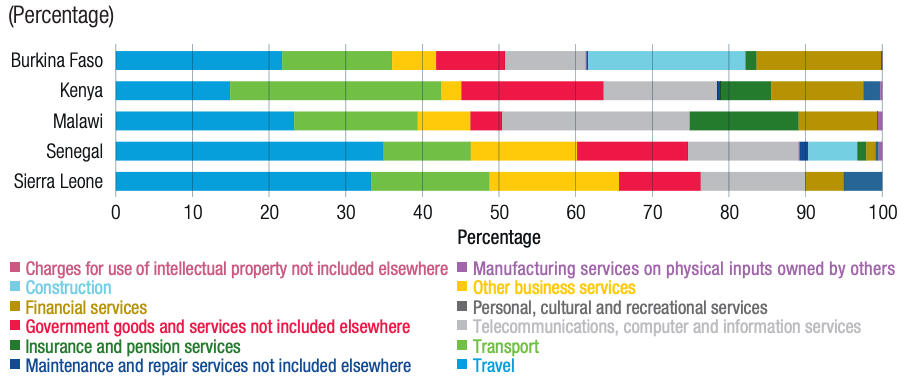 (Percentage)
Burkina Faso
Kenya
Malawi
Senegal
Sierra Leone
0 10 20 30 40 50 60 70 80 90 100
Percentage
Charges for use of intellectual property not included elsewhere
Manufacturing services on physical inputs owned by others
Construction
Other business services
Financial services
Personal, cultural and recreational services
Government goods and services not included elsewhere
Telecommunications, computer and information services
Insurance and pension services
Transport
Maintenance and repair services not included elsewhere
Travel